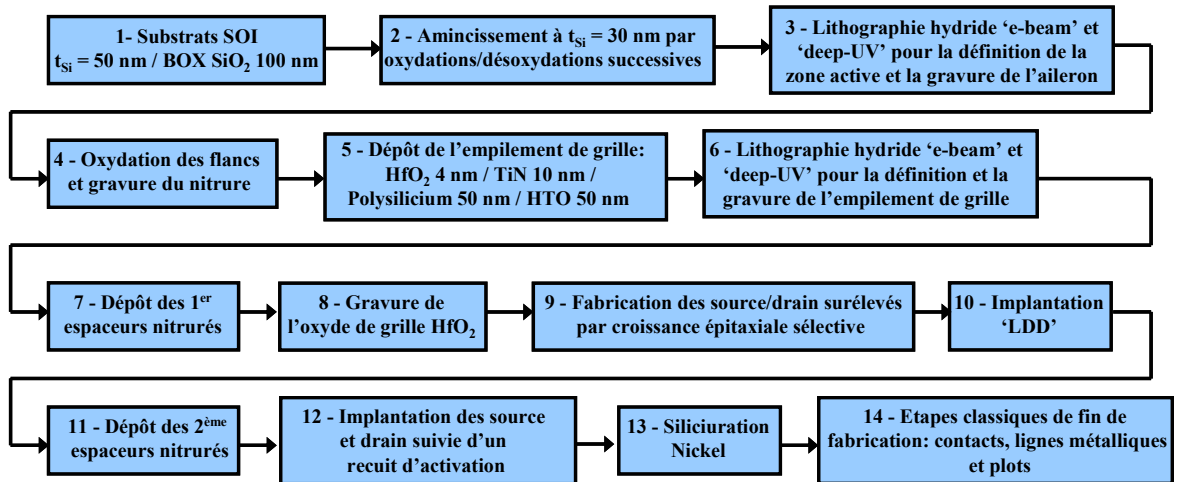 1- Substrats SOI
tSi = 50 nm / BOX SiO2 100 nm
2 - Amincissement à tSi = 30 nm par
oxydations/désoxydations successives
3 - Lithographie hydride ‘e-beam’ et
‘deep-UV’ pour la définition de la
zone active et la gravure de l’aileron
4 - Oxydation des flancs
et gravure du nitrure
5 - Dépôt de l’empilement de grille:
HfO2 4 nm / TiN 10 nm /
Polysilicium 50 nm / HTO 50 nm
6 - Lithographie hydride ‘e-beam’ et
‘deep-UV’ pour la définition et la
gravure de l’empilement de grille
7 - Dépôt des 1er
espaceurs nitrurés
8 - Gravure de
l’oxyde de grille HfO2
9 - Fabrication des source/drain surélevés
par croissance épitaxiale sélective
10 - Implantation
‘LDD’
11 - Dépôt des 2ème
espaceurs nitrurés
12 - Implantation des source
et drain suivie d’un
recuit d’activation
13 - Siliciuration
Nickel
14 - Etapes classiques de fin de
fabrication: contacts, lignes métalliques
et plots